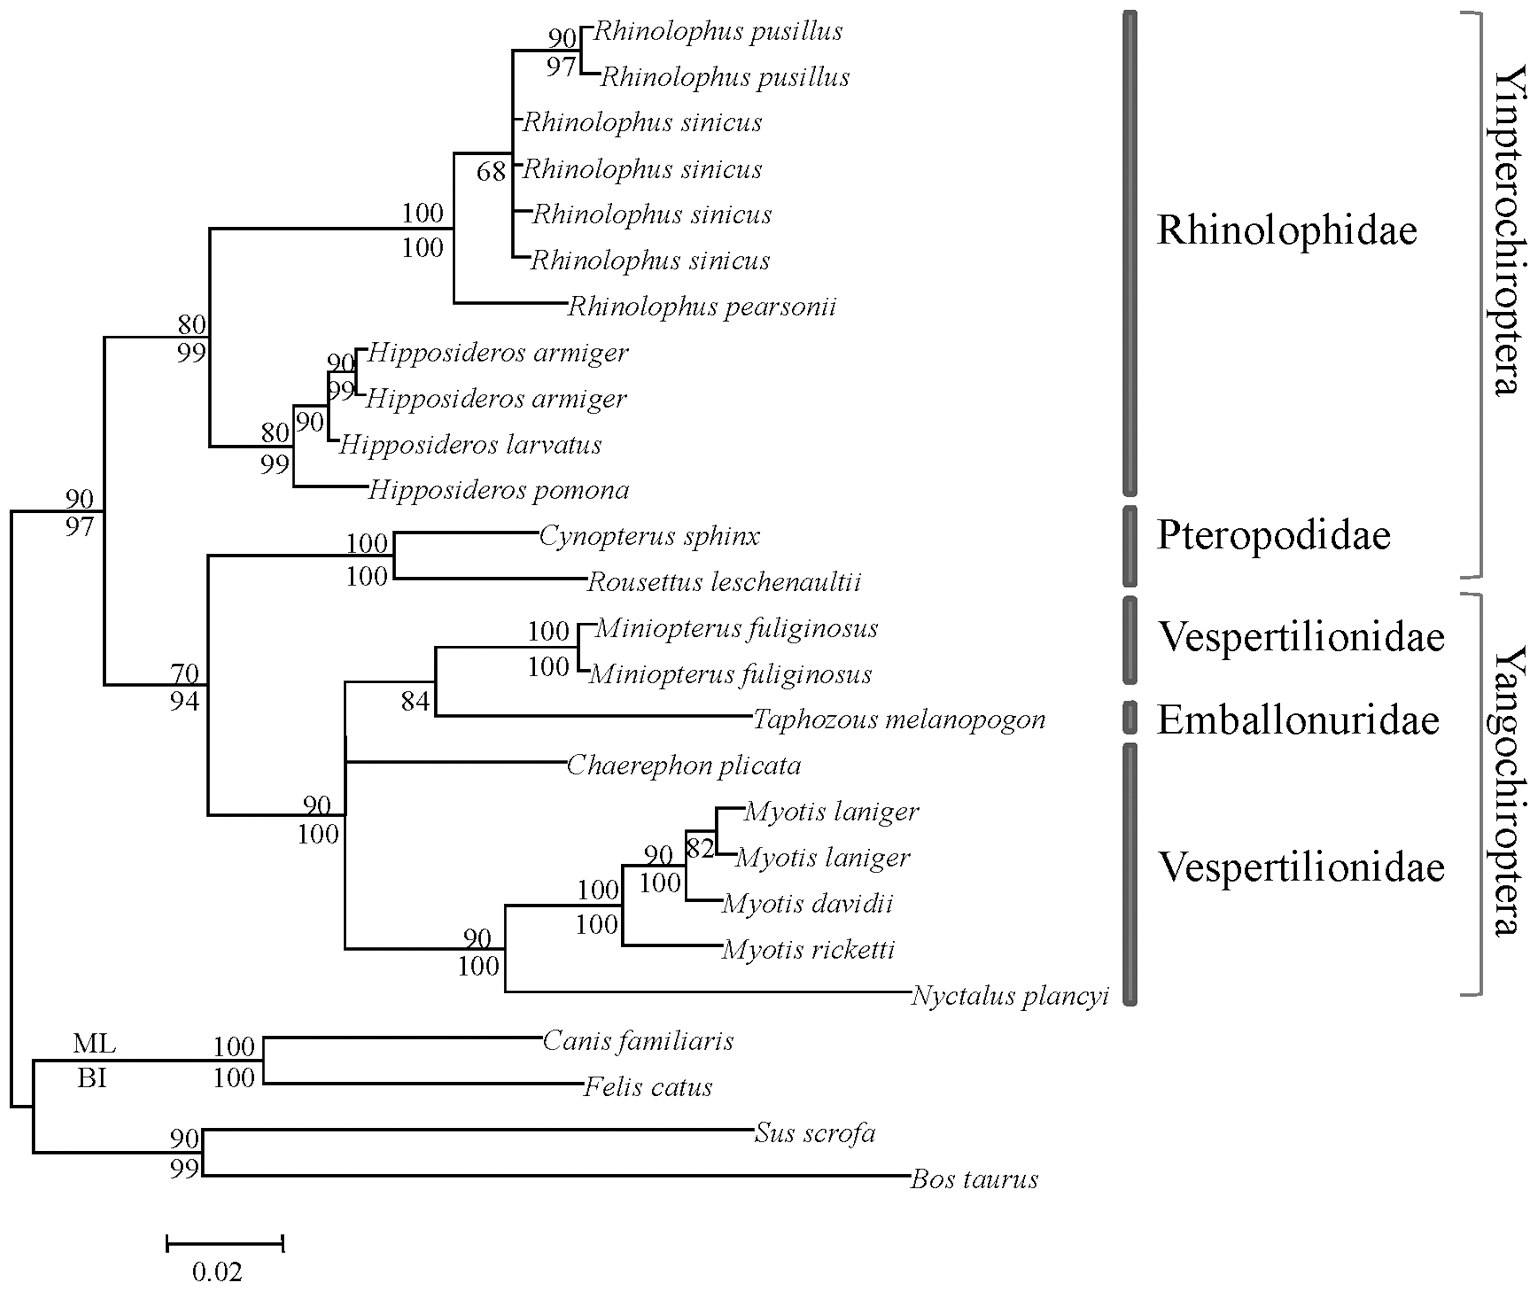 90
97
Rhinolophus pusillus
Rhinolophus pusillus
Rhinolophus sinicus
68
Rhinolophus sinicus
100
100
Rhinolophus sinicus
Rhinolophus sinicus
Rhinolophus pearsonii
80
99
90
99
Hipposideros armiger
Hipposideros armiger
90
80
99
Hipposideros larvatus
Hipposideros pomona
90
97
100
100
Cynopterus sphinx
Rousettus leschenaultii
100
100
Miniopterus fuliginosus
Miniopterus fuliginosus
70
94
84
Taphozous melanopogon
Chaerephon plicata
90
100
Myotis laniger
82
Myotis laniger
90
100
Myotis davidii
100
100
Myotis ricketti
90
100
Nyctalus plancyi
ML
BI
100
100
Canis familiaris
Felis catus
90
99
Sus scrofa
Bos taurus
0.02
Rhinolophidae
Pteropodidae
Vespertilionidae
Emballonuridae
Vespertilionidae
Yinpterochiroptera
Yangochiroptera